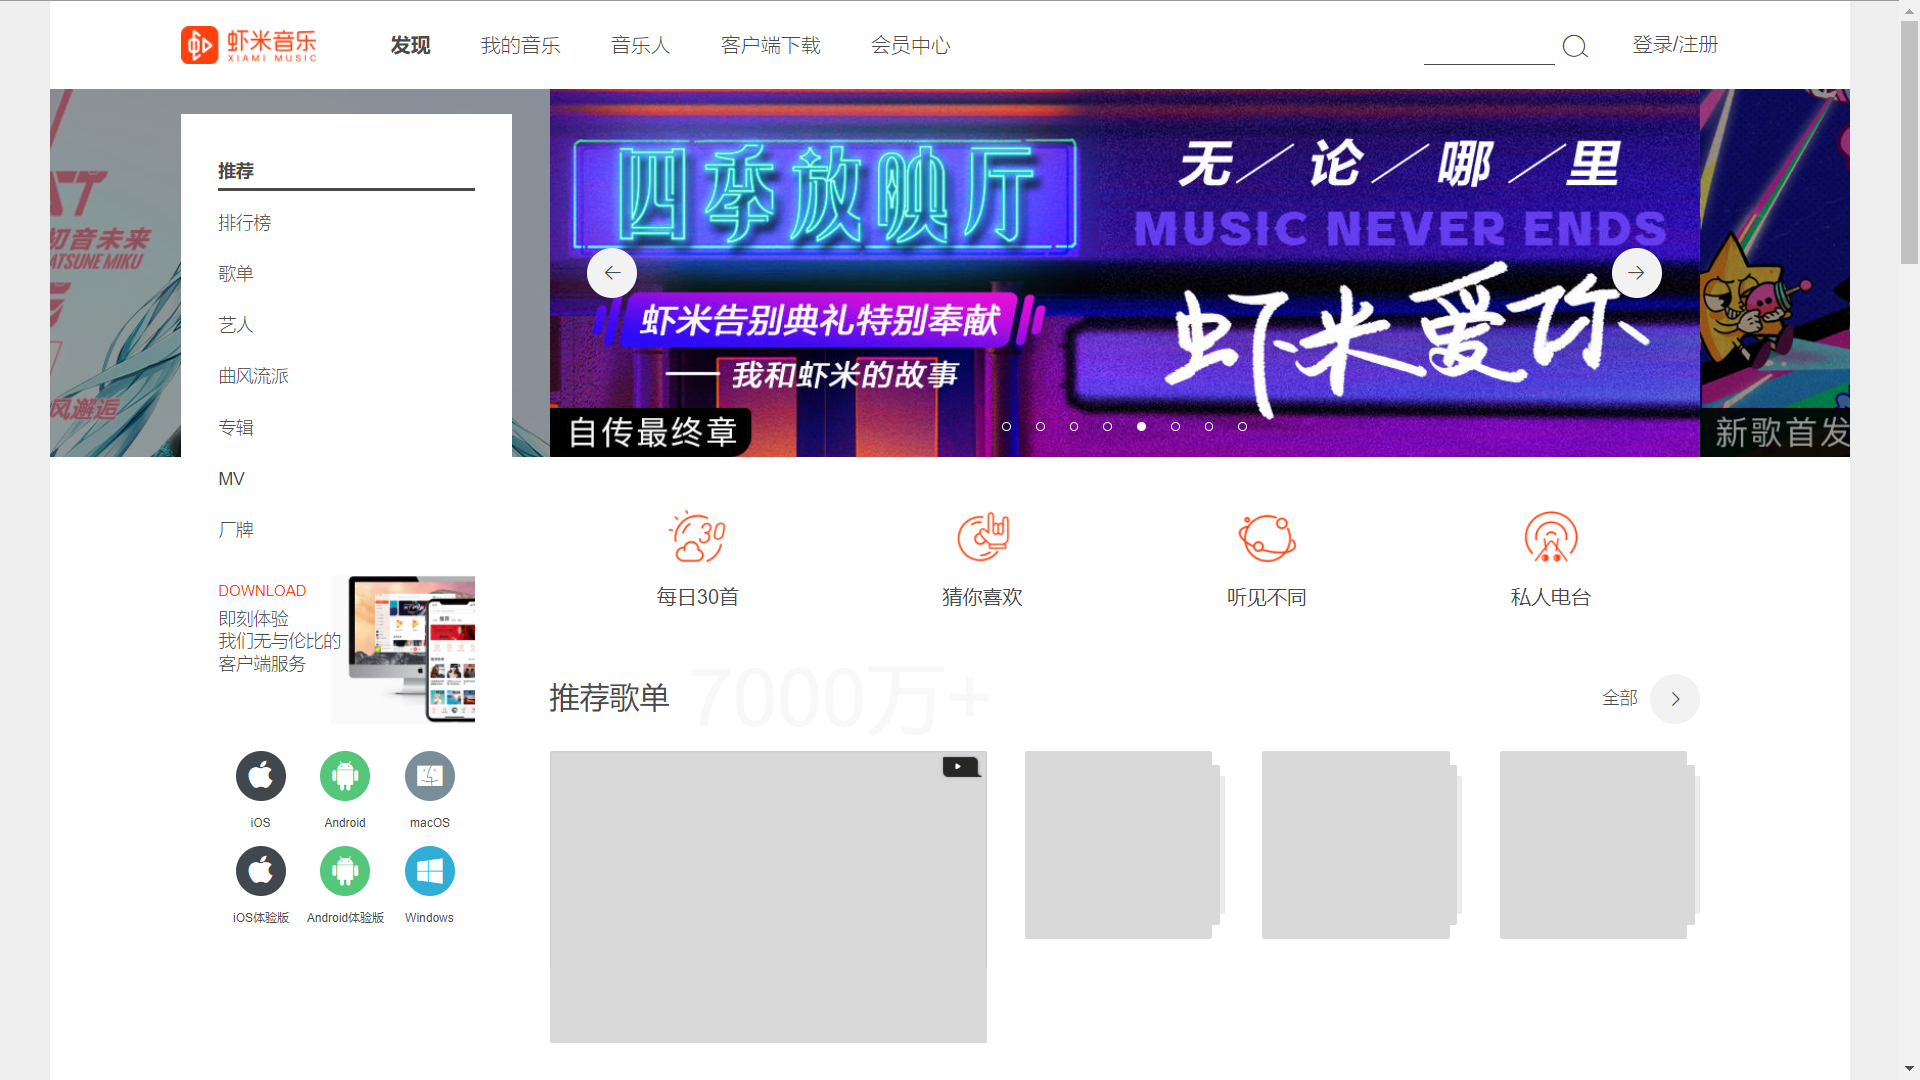 虾米音乐
XIAMI MUSIC
发现
我的音乐
音乐人
客户端下载
会员中心
登录/注册
初音未来
ATSUNE MIKU
风邂逅
推荐
排行榜
歌单
艺人
曲风流派
专辑
MV
厂牌
四季放映厅
虾米告别典礼特别奉献
—— 我和虾米的故事
自传最终章
无／论／哪／里
MUSIC NEVER ENDS
虾米爱你
新歌首发
每日30首
猜你喜欢
听见不同
私人电台
DOWNLOAD
即刻体验
我们无与伦比的
客户端服务
iOS
Android
macOS
iOS体验版
Android体验版
Windows
推荐歌单
7000万+
全部